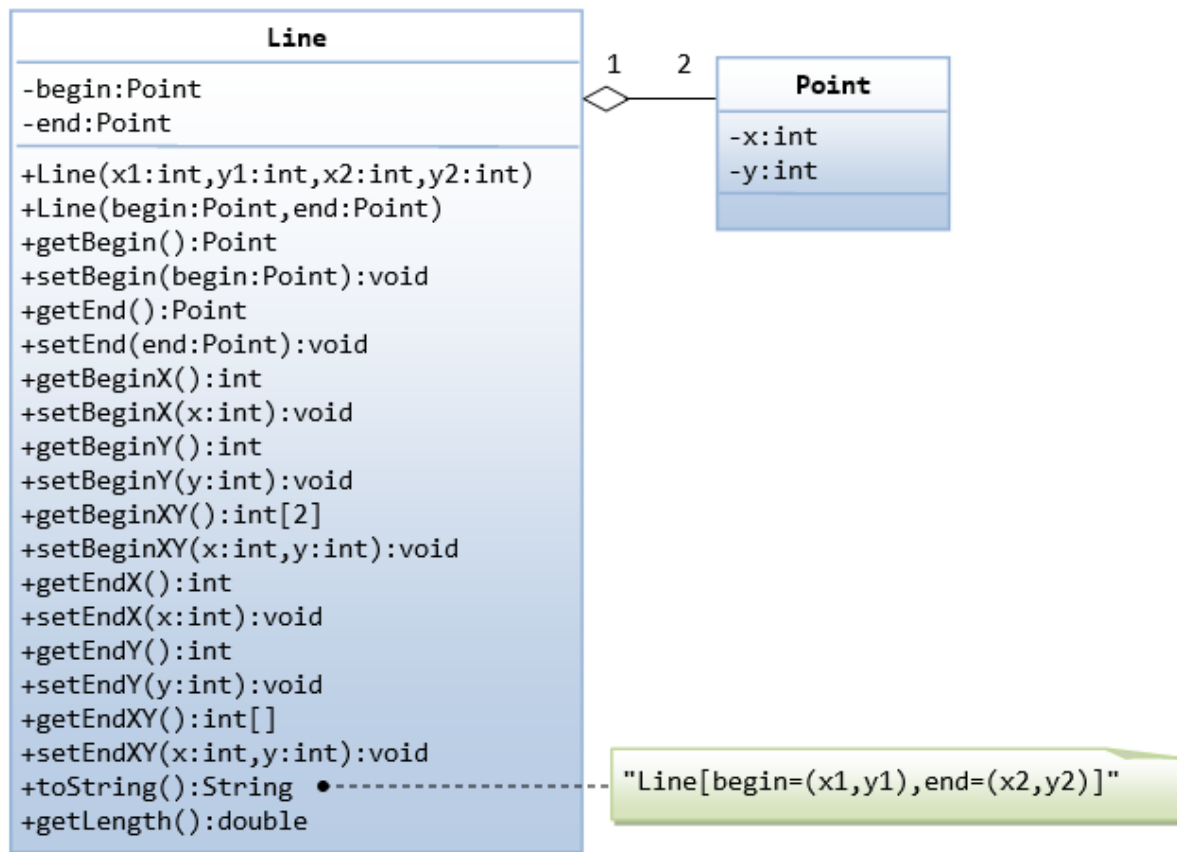 Line
-begin:Point
-end:Point
+Line(x1:int,y1:int,x2:int,y2:int)
+Line(begin:Point,end:Point)
+getBegin():Point
+setBegin(begin:Point):void
+getEnd():Point
+setEnd(end:Point):void
+getBeginX():int
+setBeginX(x:int):void
+getBeginY():int
+setBeginY(y:int):void
+getBeginXY():int[2]
+setBeginXY(x:int,y:int):void
+getEndX():int
+setEndX(x:int):void
+getEndY():int
+setEndY(y:int):void
+getEndXY():int[]
+setEndXY(x:int,y:int):void
+toString():String
+getLength():double
1 2
Point
-x:int
-y:int
"Line[begin=(x1,y1),end=(x2,y2)]"